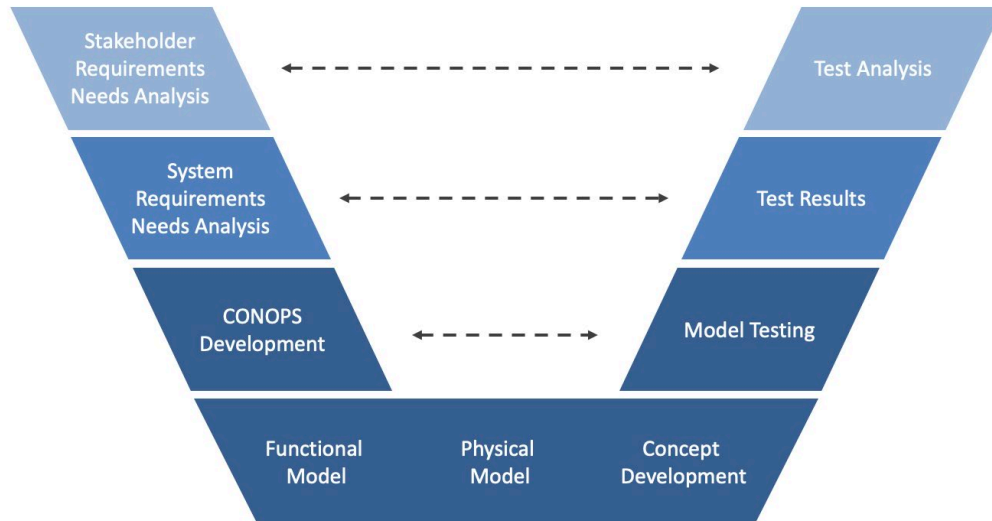 Stakeholder
Requirements
Needs Analysis
Test Analysis
System
Requirements
Needs Analysis
Test Results
CONOPS
Development
Model Testing
Functional
Model
Physical
Model
Concept
Development